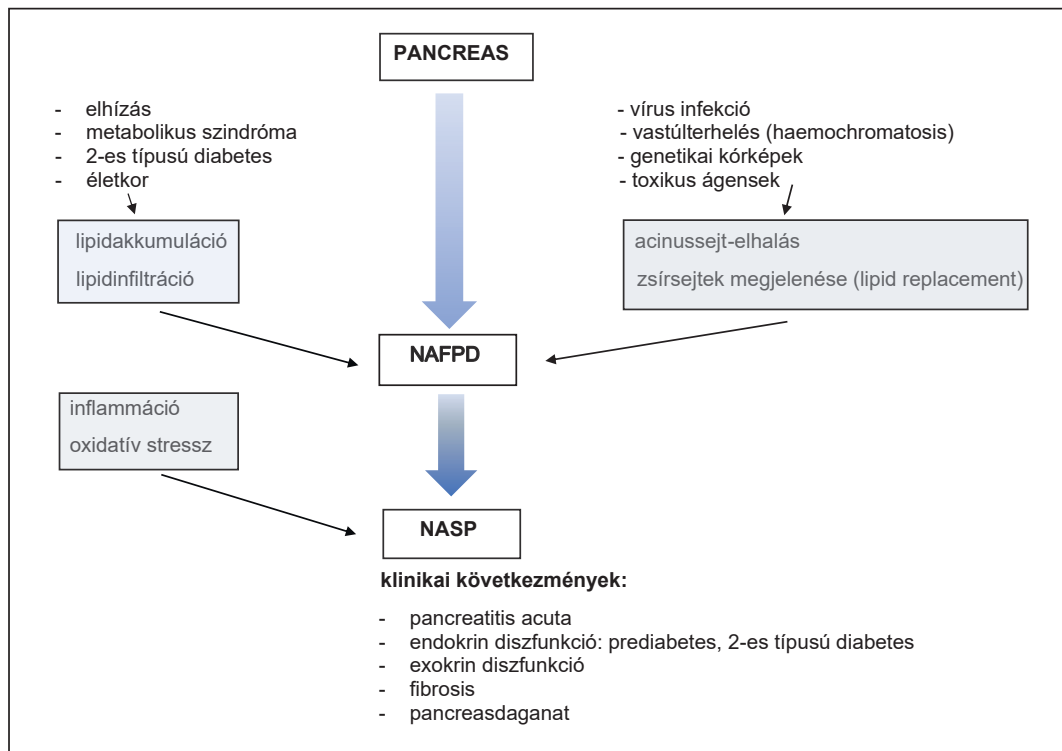 PANCREAS
- elhízás
- metabolikus szindróma
- 2-es típusú diabetes
- életkor
- vírus infekció
- vastúlterhelés (haemochromatosis)
- genetikai kórképek
- toxikus ágensek
lipidakkumuláció
lipidinfiltráció
acinussejt-elhalás
zsírsejtek megjelenése (lipid replacement)
NAFPD
inflammáció
oxidatív stressz
NASP
klinikai következmények:
- pancreatitis acuta
- endokrin diszfunkció: prediabetes, 2-es típusú diabetes
- exokrin diszfunkció
- fibrosis
- pancreasdaganat